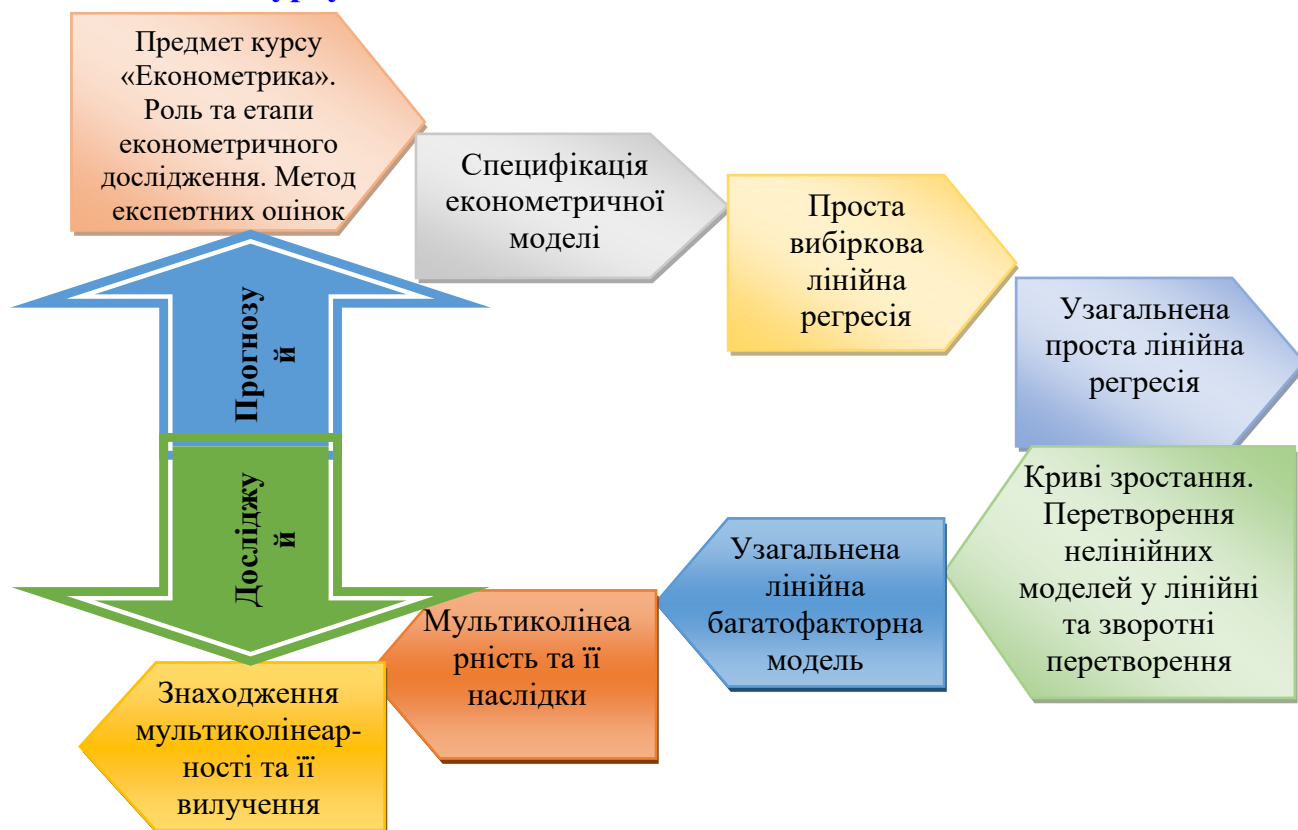 Предмет курсу
«Економетрика».
Роль та етапи
економетричного
дослідження. Метод
експертних оцінок
Специфікація
економетричної
моделі
Проста
вибіркова
лінійна
регресія
Узагальнена
проста лінійна
регресія
Криві зростання.
Перетворення
нелінійних
моделей у лінійні
та зворотні
перетворення
Узагальнена
лінійна
багатофакторна
модель
Мультиколінеа
рність та її
наслідки
Знаходження
мультиколінеар-
ності та її
вилучення
Прогнозу
й
Досліджу
й